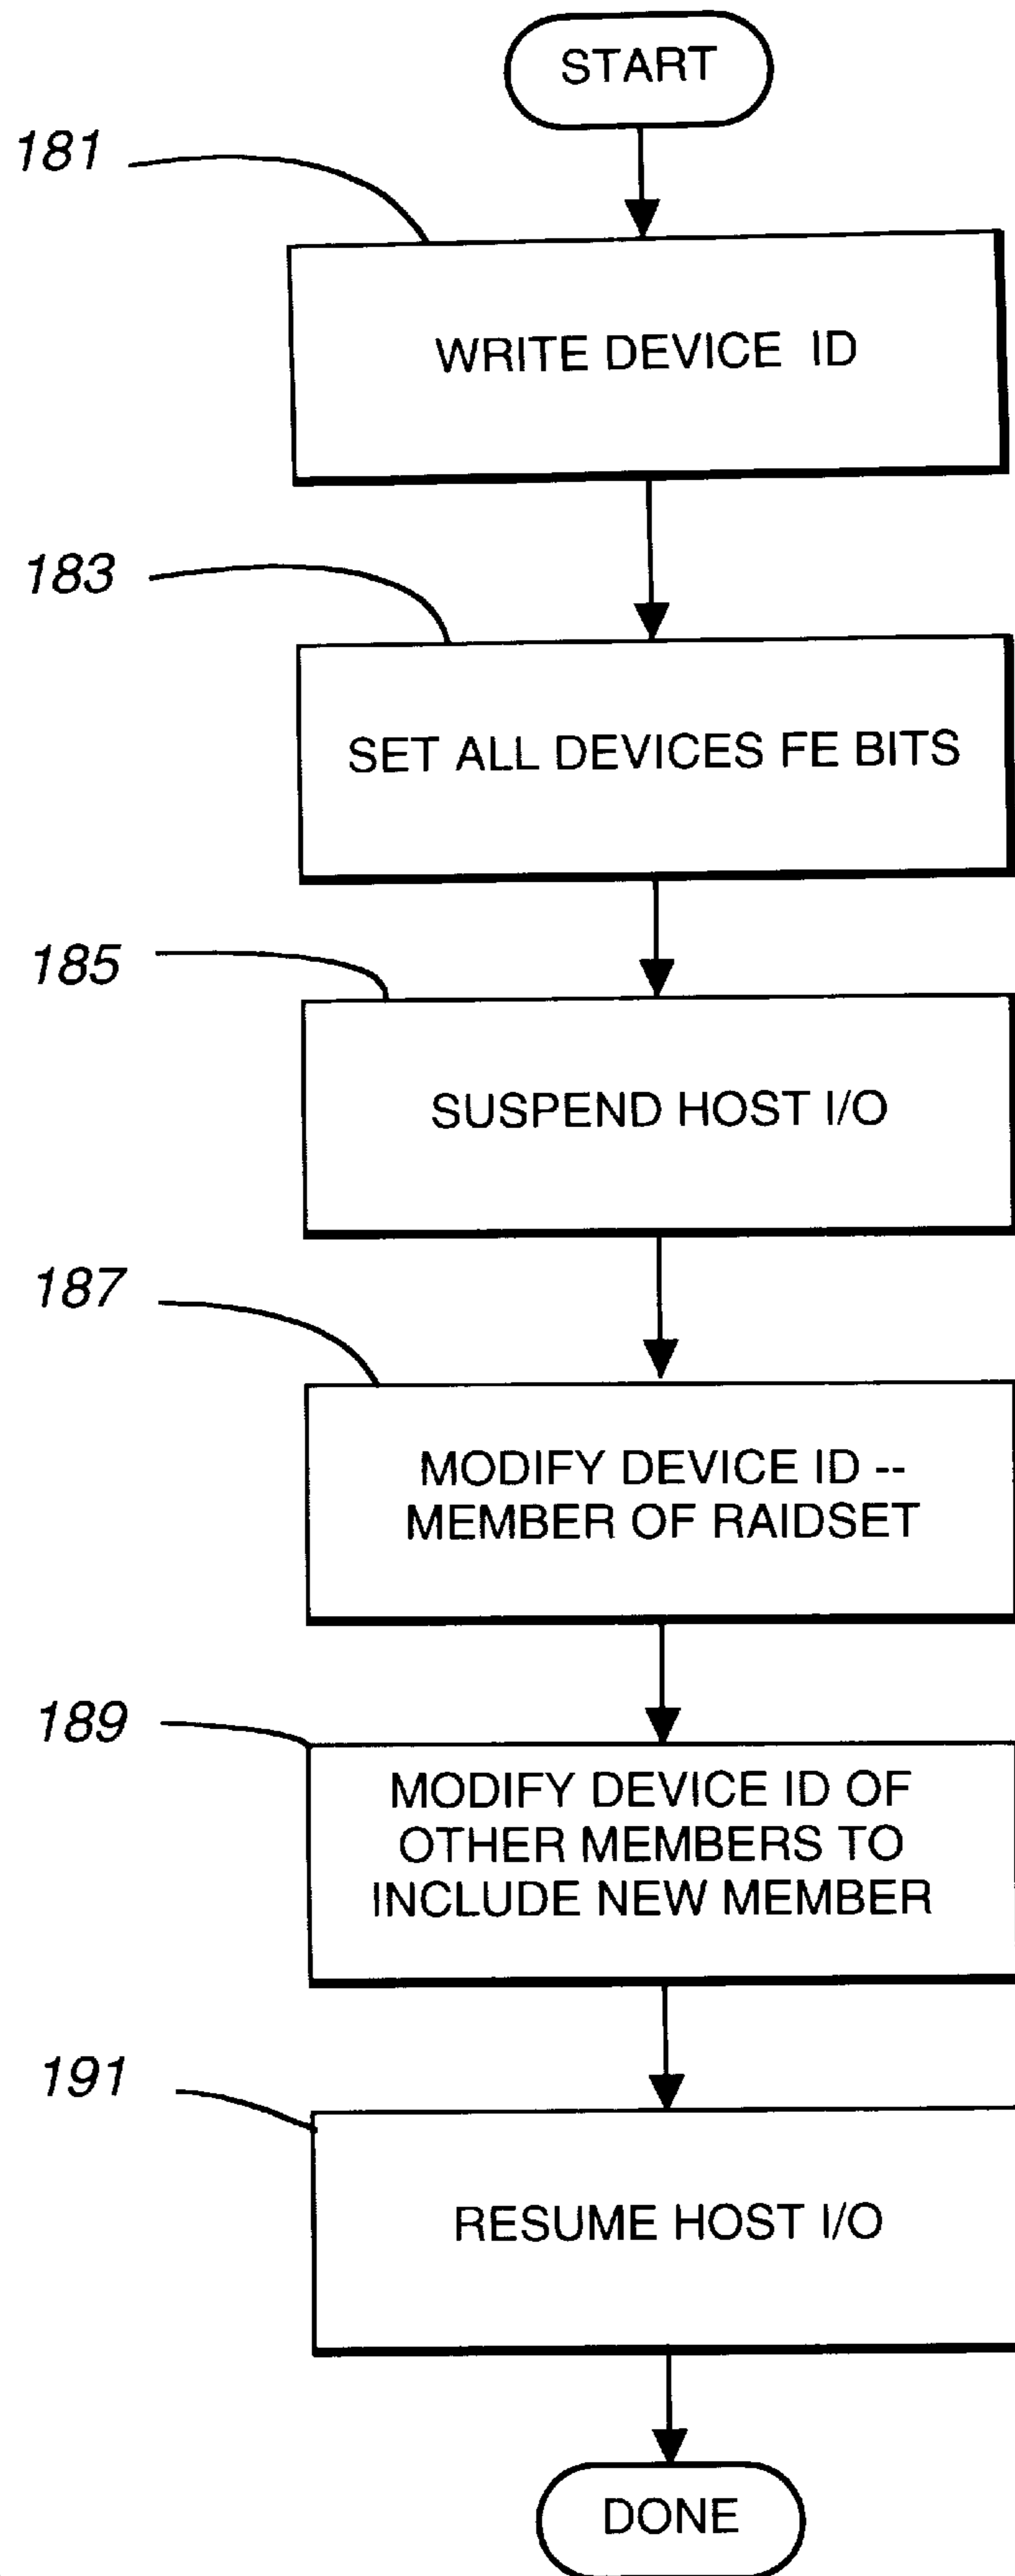 START
181
WRITE DEVICE ID
183
SET ALL DEVICES FE BITS
185
SUSPEND HOST I/O
187
MODIFY DEVICE ID --
MEMBER OF RAIDSET
189
MODIFY DEVICE ID OF
OTHER MEMBERS TO
INCLUDE NEW MEMBER
191
RESUME HOST I/O
DONE